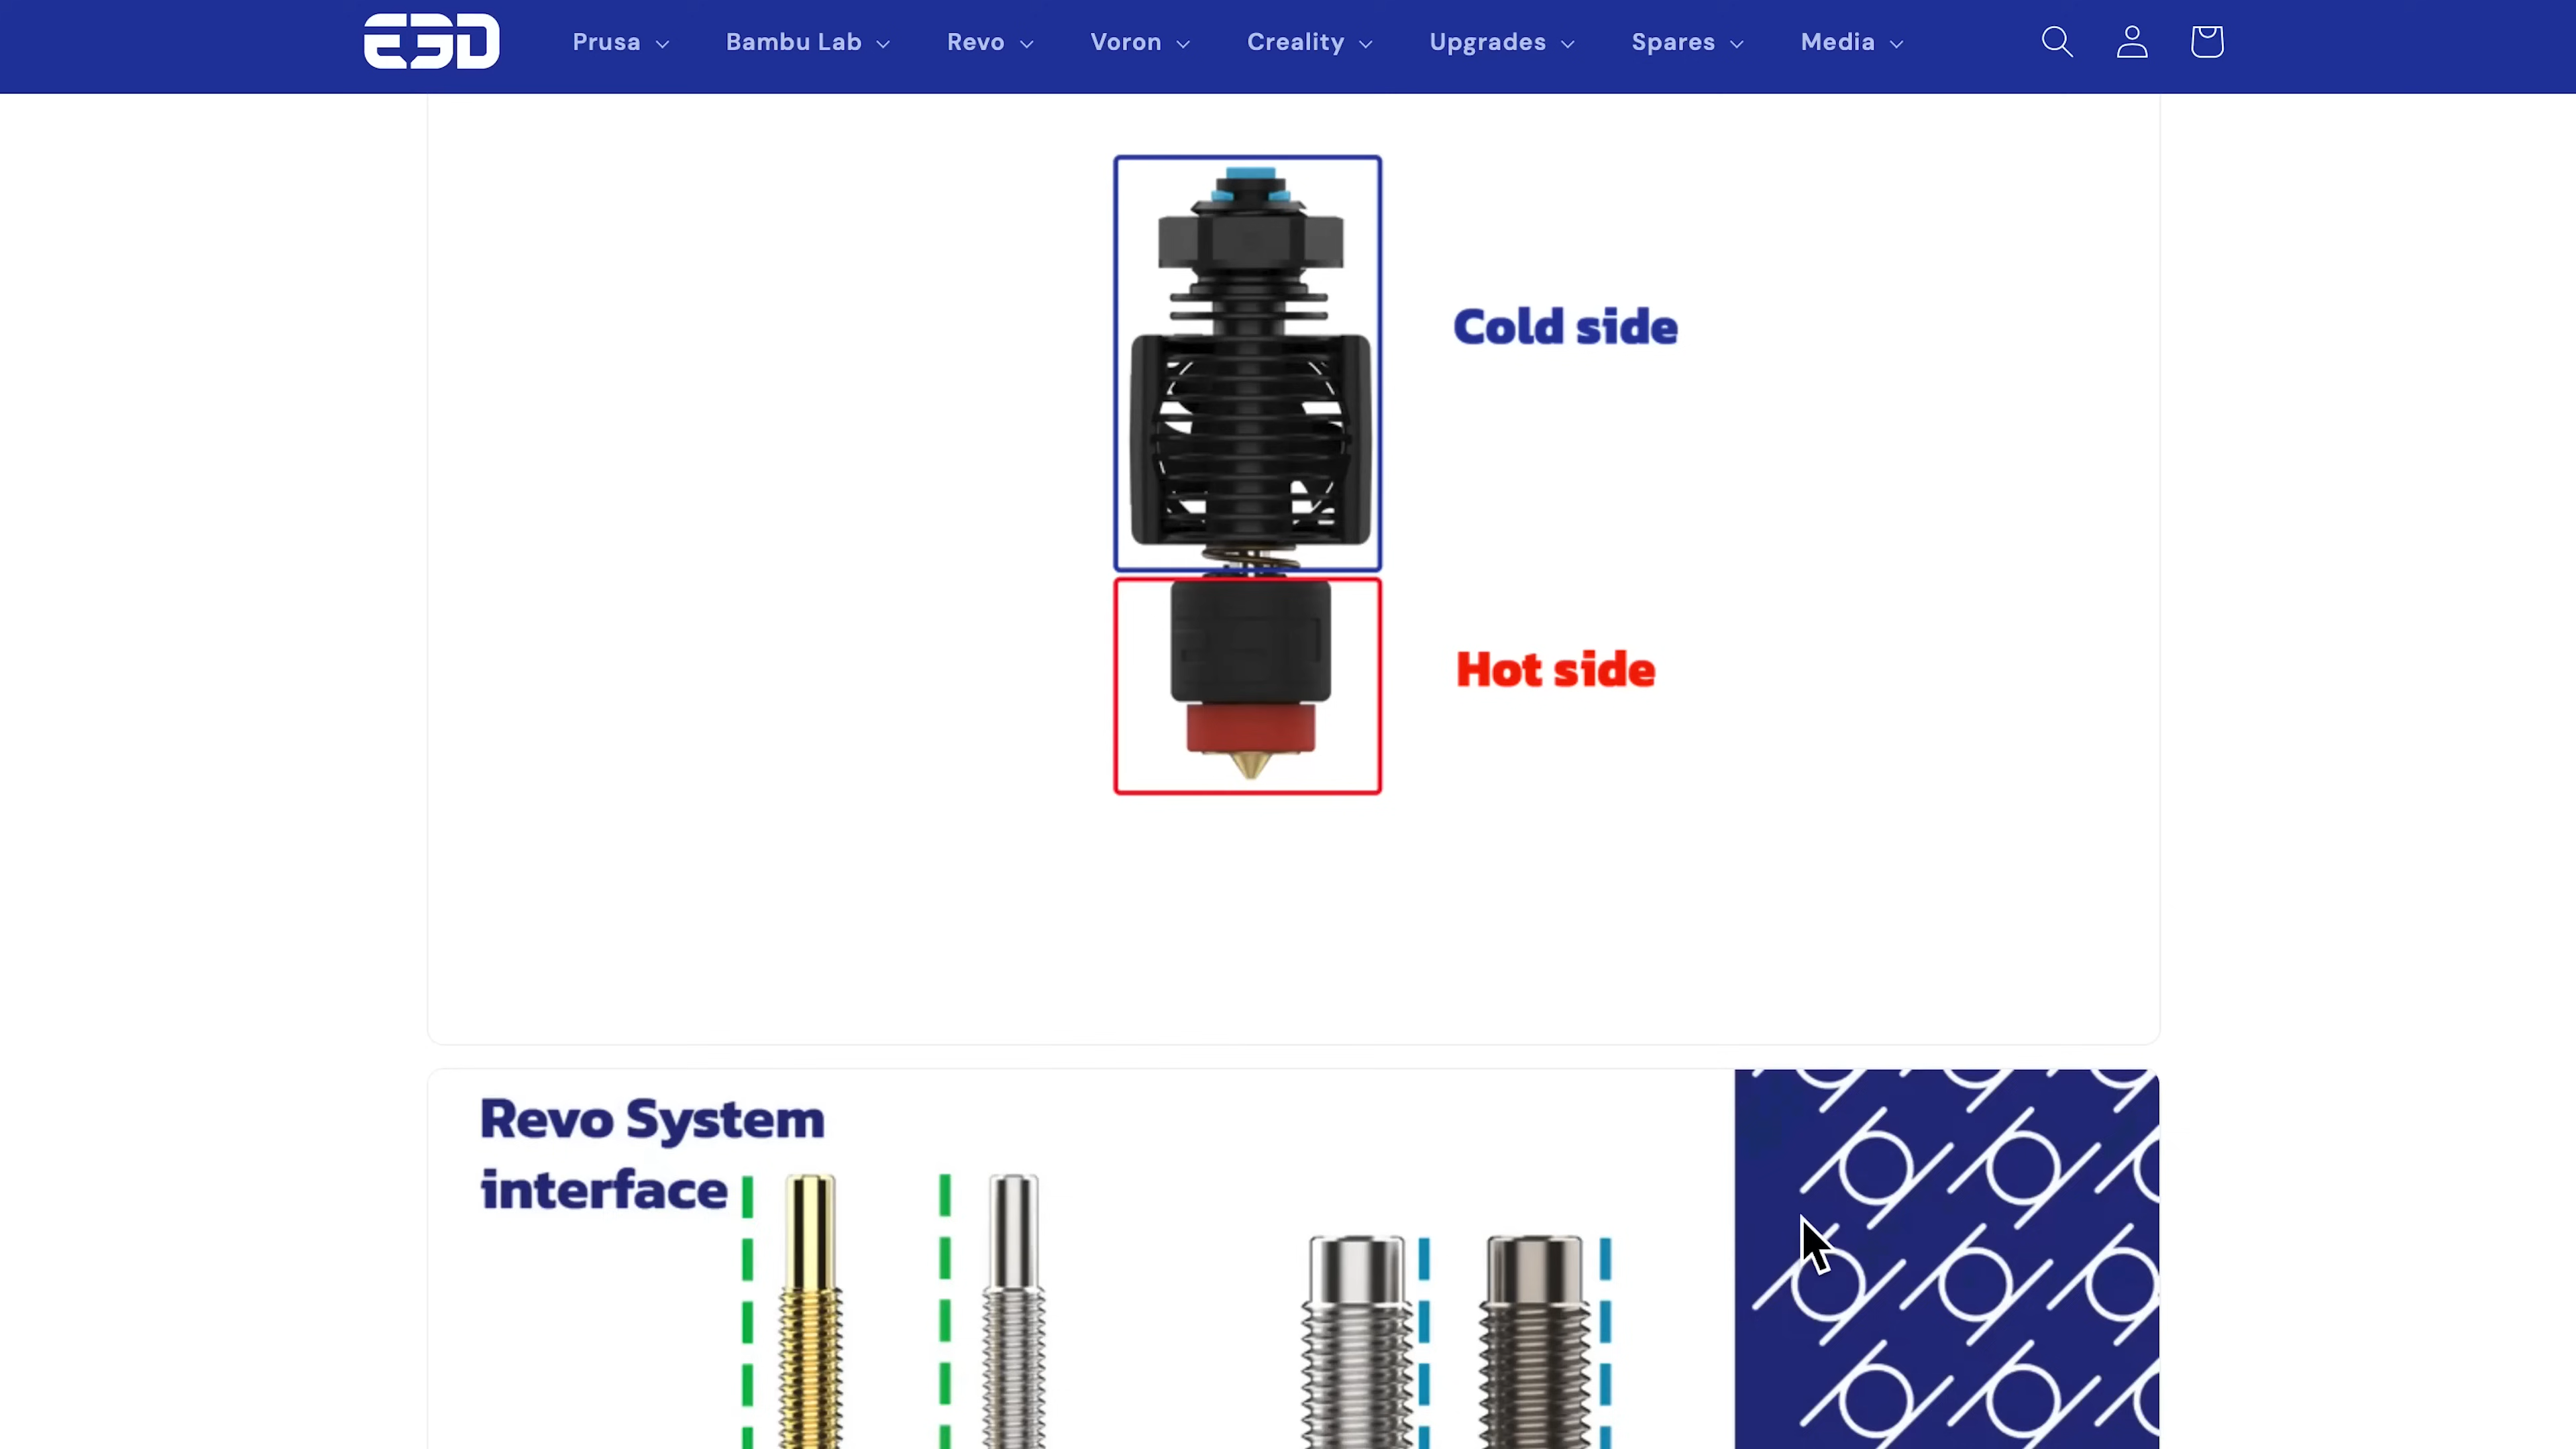 E3D
Prusa
Bambu Lab
Revo
Voron
Creality
Upgrades
Spares
Media
Cold side
Hot side
Revo System
interface